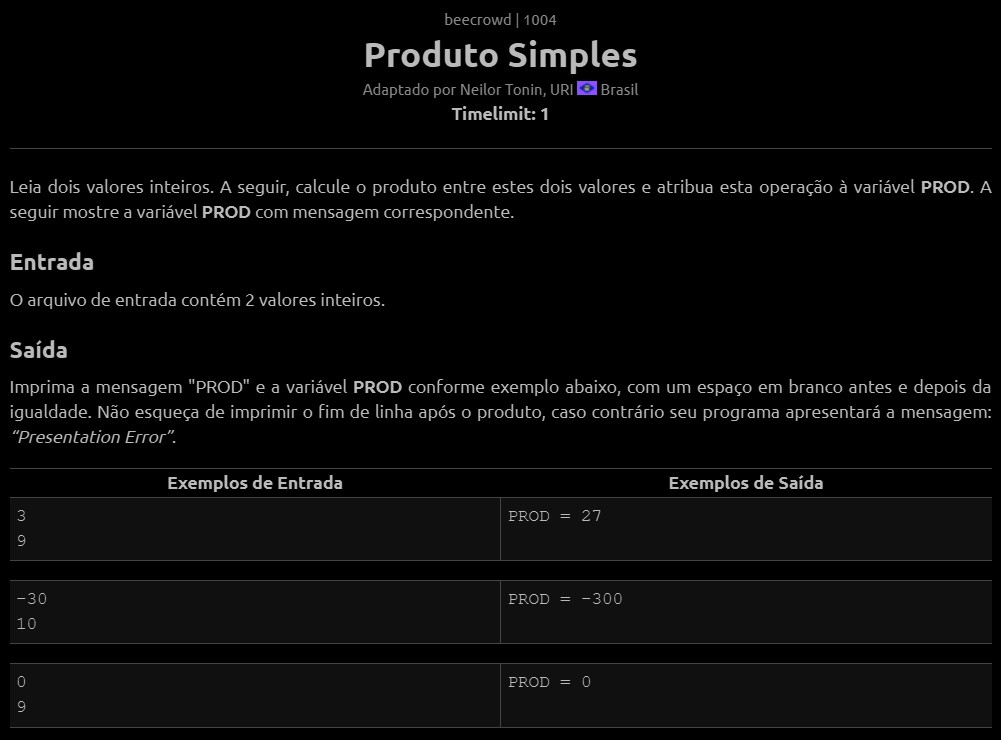 beecrowd | 1004
Produto Simples
Adaptado por Neilor Tonin, URI Brasil
Timelimit: 1
Leia dois valores inteiros. A seguir, calcule o produto entre estes dois valores e atribua esta operação à variável PROD. A
seguir mostre a variável PROD com mensagem correspondente.
Entrada
O arquivo de entrada contém 2 valores inteiros.
Saída
Imprima a mensagem "PROD" e a variável PROD conforme exemplo abaixo, com um espaço em branco antes e depois da
igualdade. Não esqueça de imprimir o fim de linha após o produto, caso contrário seu programa apresentará a mensagem:
“Presentation Error”.
Exemplos de Entrada Exemplos de Saída
3 PROD = 27
9
-30 PROD = -300
10
0 PROD = 0
9